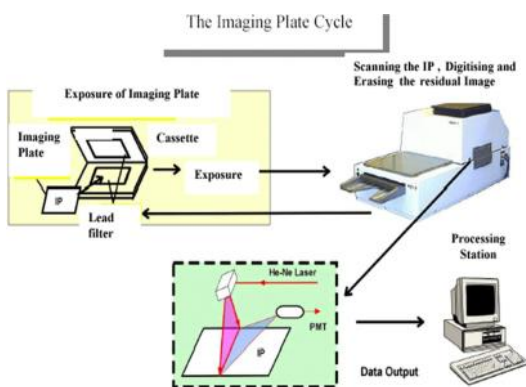 The Imaging Plate Cycle
Scanning the IP , Digitising and
Erasing the residual Image
Exposure of Imaging Plate
Imaging
Plate
Cassette
Exposure
IP
Lead
filter
Processing
Station
He-Ne Laser
PMT
IP
Data Output